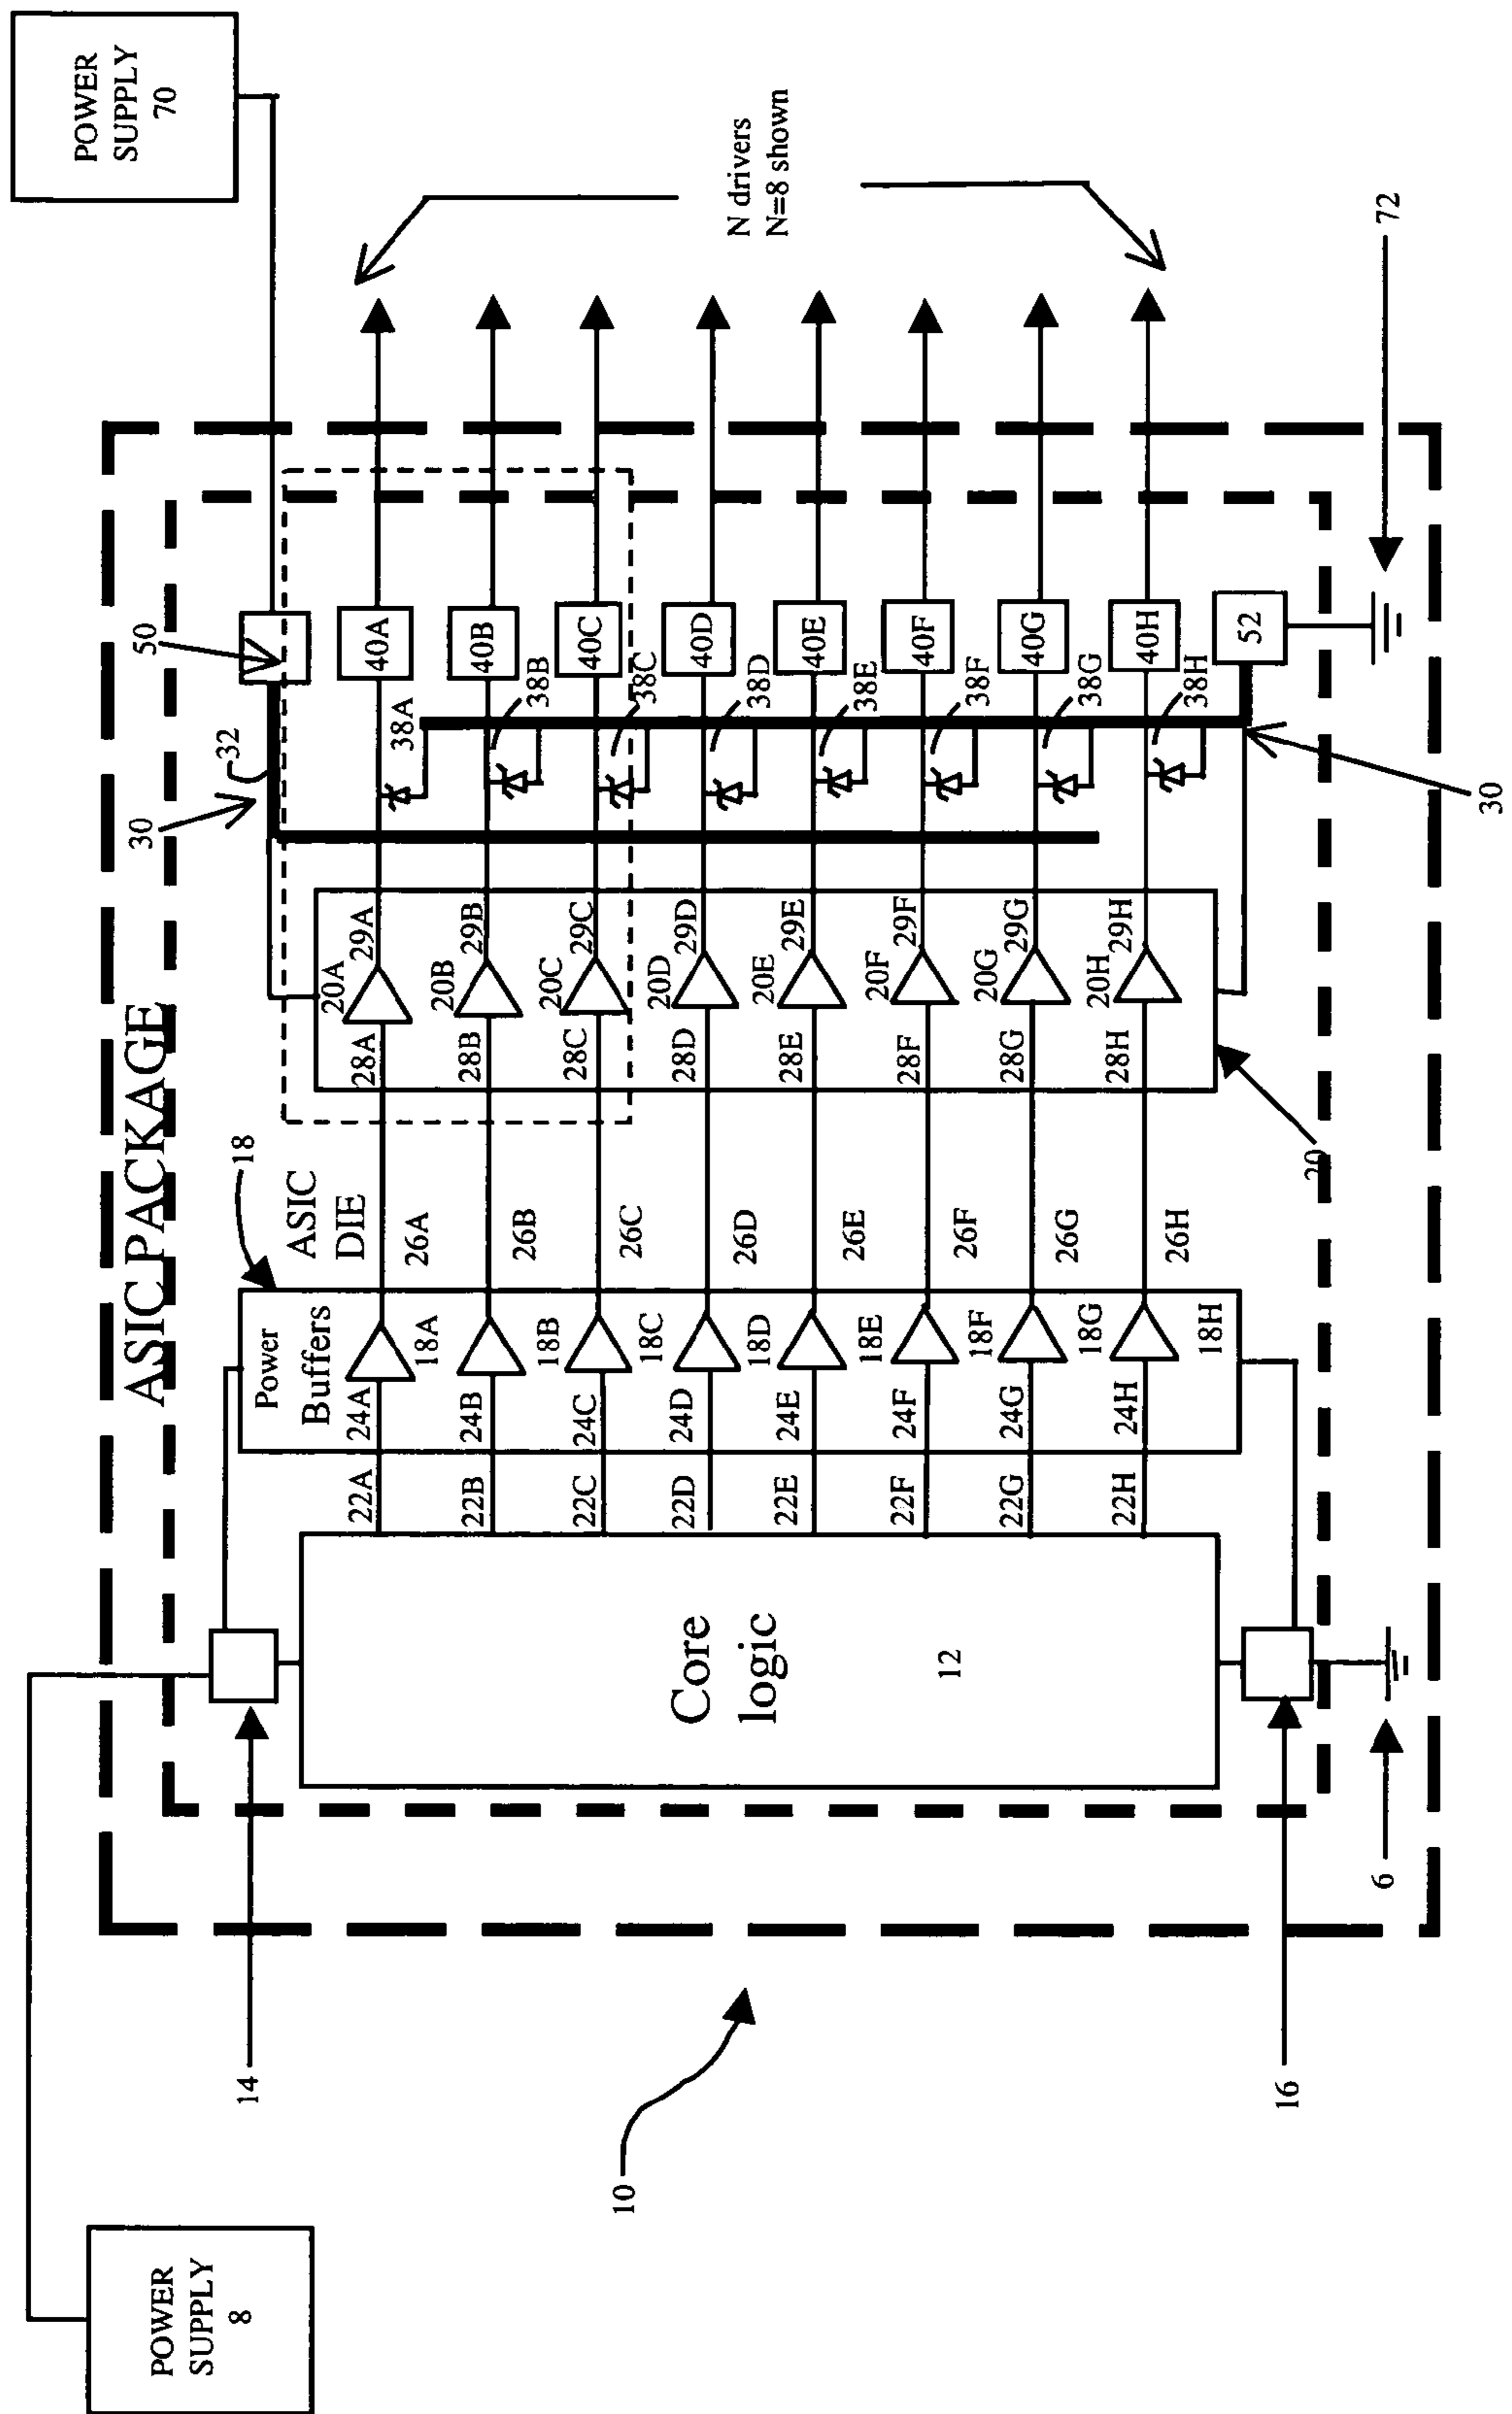 POWER
SUPPLY
8
POWER
SUPPLY
70
ASIC PACKAGE
ASIC
DIE
14
16
6
10
Core
logic
12
22A
22B
22C
22D
22E
22F
22G
22H
18
Power
Buffers
24A
24B
24C
24D
24E
24F
24G
24H
18A
18B
18C
18D
18E
18F
18G
18H
26A
26B
26C
26D
26E
26F
26G
26H
20
28A
28B
28C
28D
28E
28F
28G
28H
20A
20B
20C
20D
20E
20F
20G
20H
29A
29B
29C
29D
29E
29F
29G
29H
30
32
50
38A
38B
38C
38D
38E
38F
38G
38H
40A
40B
40C
40D
40E
40F
40G
40H
52
30
72
N drivers
N=8 shown